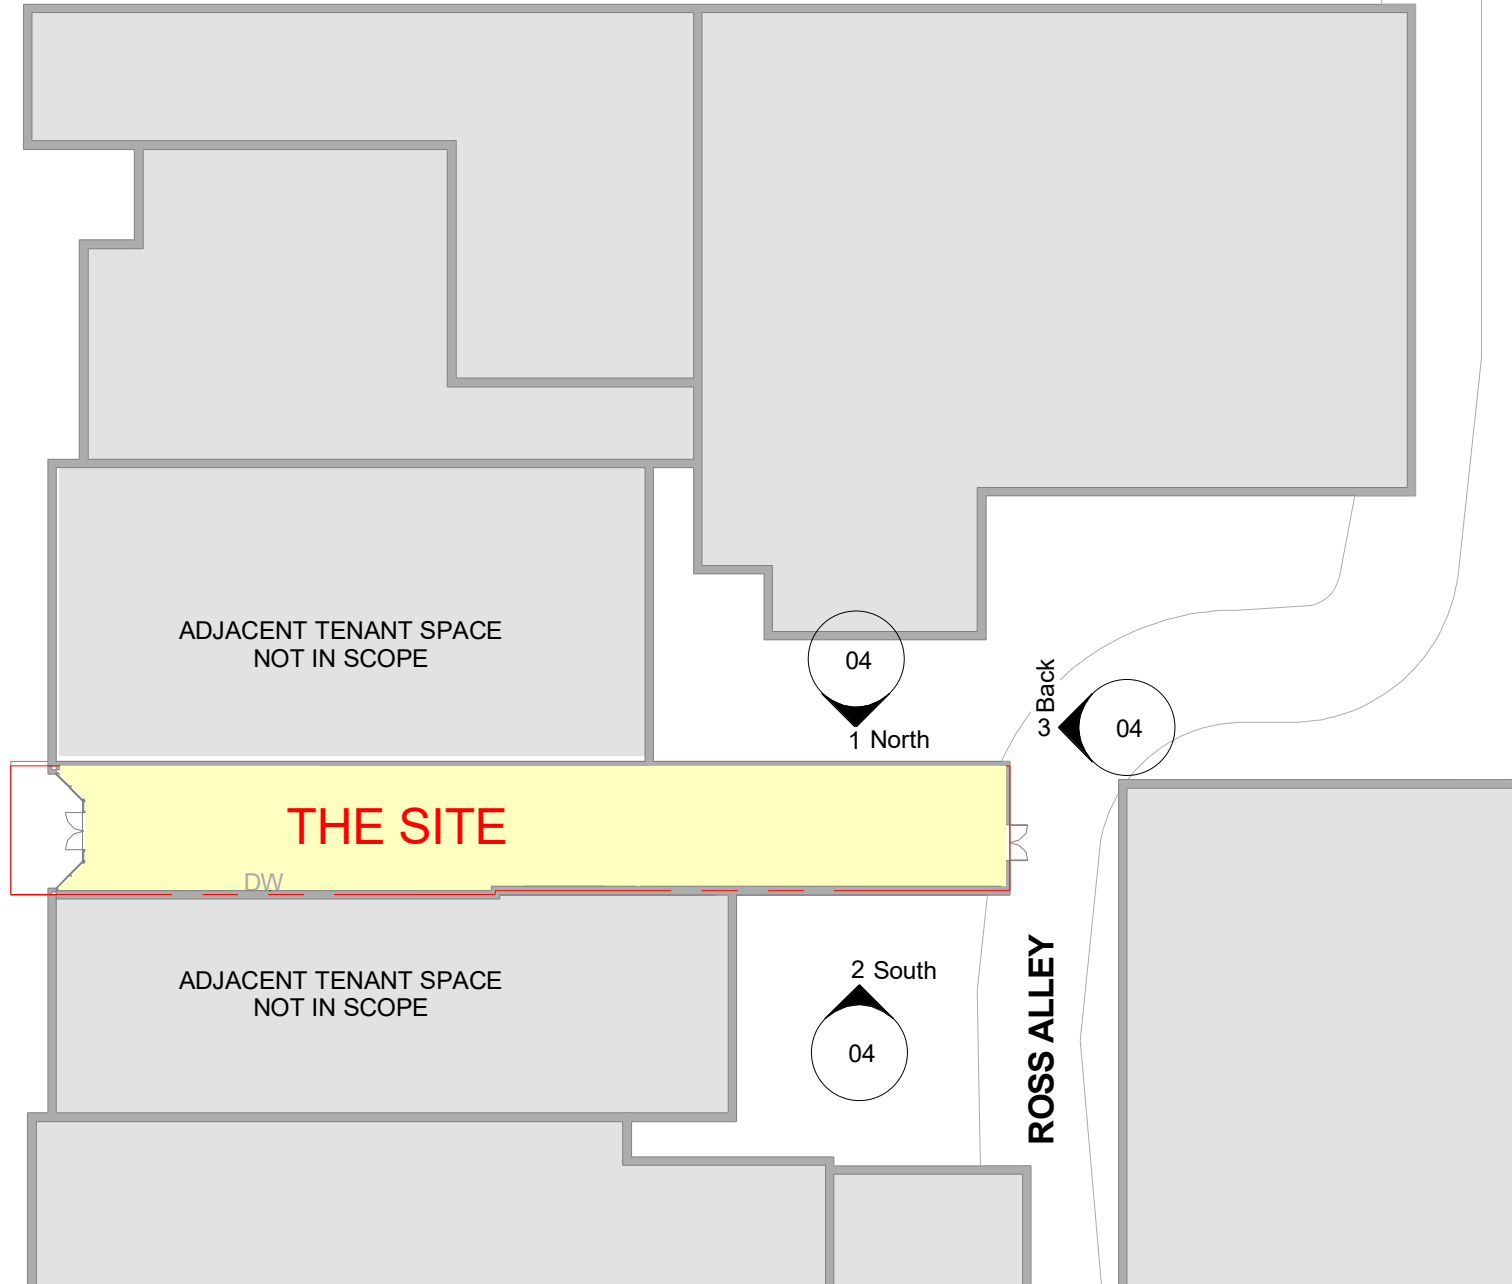 ADJACENT TENANT SPACE
NOT IN SCOPE
04
1 North
Back
3
04
THE SITE
DW
ADJACENT TENANT SPACE
NOT IN SCOPE
2 South
04
ROSS ALLEY